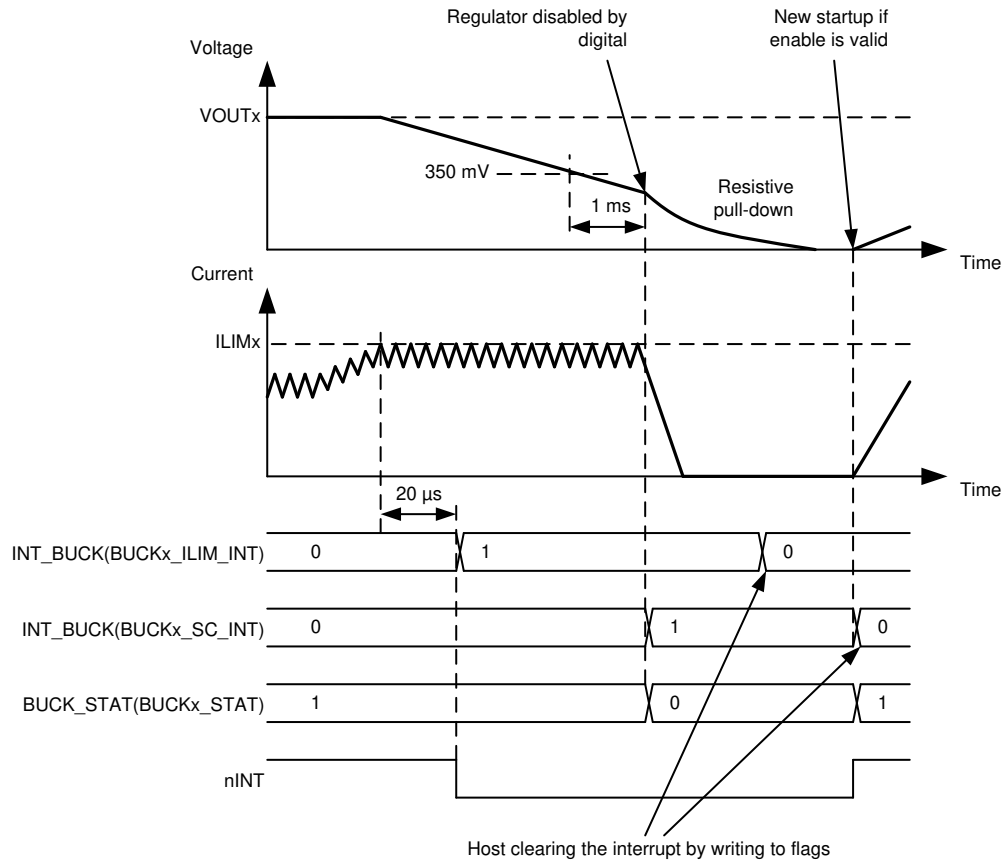 Regulator disabled by
digital
New startup if
enable is valid
Voltage
VOUTx
350 mV
1 ms
Resistive
pull-down
Time
Current
ILIMx
Time
20 µs
INT_BUCK(BUCKx_ILIM_INT)
0
1
0
INT_BUCK(BUCKx_SC_INT)
0
1
0
BUCK_STAT(BUCKx_STAT)
1
0
1
nINT
Host clearing the interrupt by writing to flags